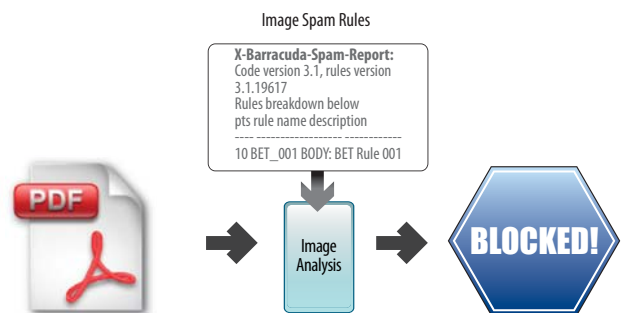 Image Spam Rules
X-Barracuda-Spam-Report:
Code version 3.1, rules version
3.1.19617
Rules breakdown below
pts rule name description
---- ------------------ ------------
10 BET_001 BODY: BET Rule 001
PDF
Image
Analysis
BLOCKED!